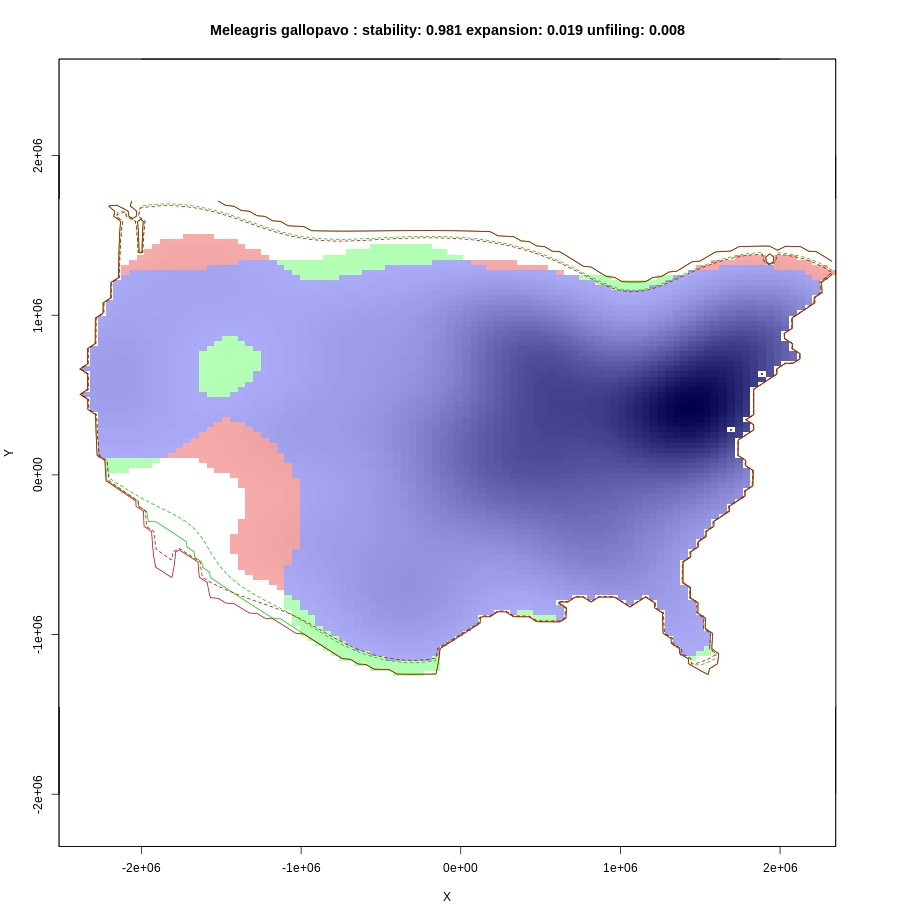 Meleagris gallopavo : stability: 0.981 expansion: 0.019 unfiling: 0.008
2e+06
1e+06
Y
0e+00
-1e+06
-2e+06
-2e+06 -1e+06 0e+00 1e+06 2e+06
X